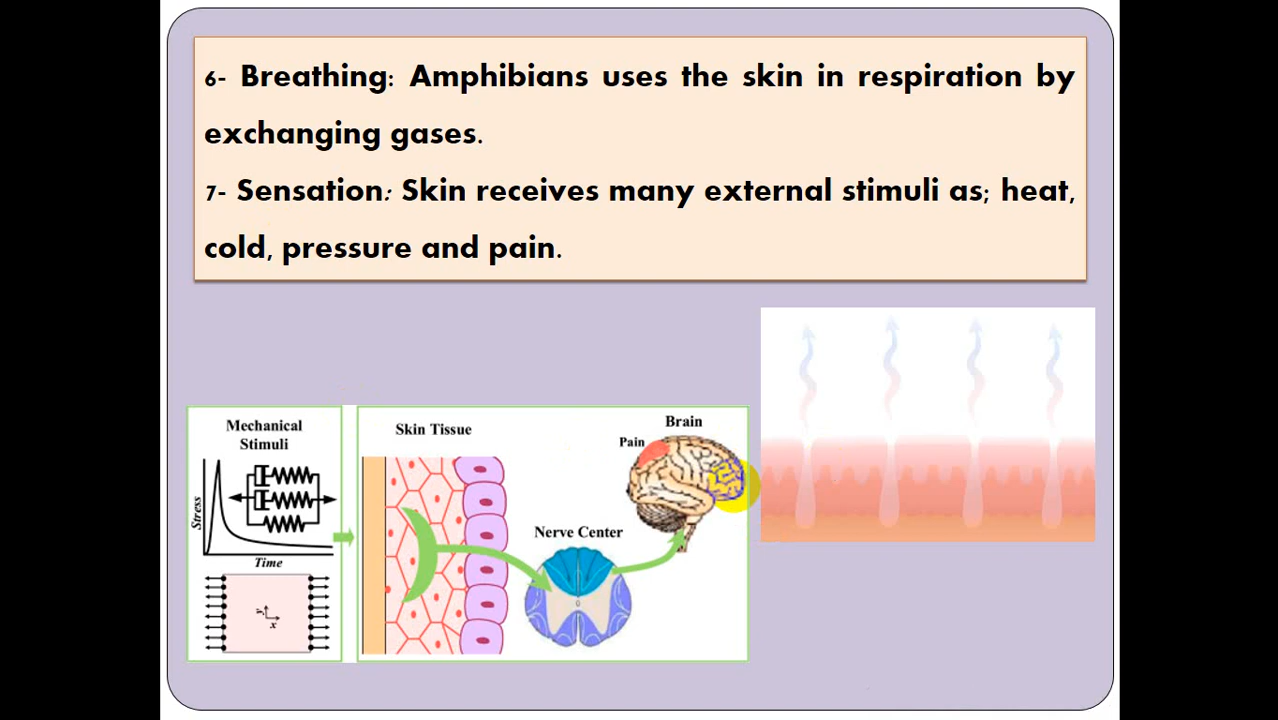 6- Breathing: Amphibians uses the skin in respiration by
exchanging gases.
7- Sensation: Skin receives many external stimuli as; heat,
cold, pressure and pain.
Mechanical
Stimuli
Stress
Time
x
Skin Tissue
Nerve Center
Brain
Pain